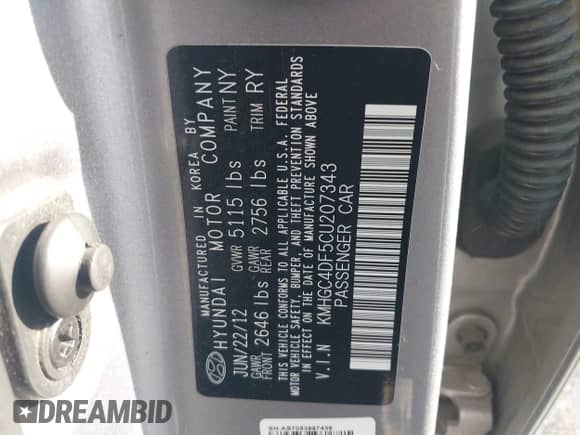 MANUFACTURED IN KOREA BY
HYUNDAI MOTOR COMPANY
JUN/22/12 GVWR 5115 lbs PAINT NY
GAWR FRONT 2646 lbs GAWR REAR 2756 lbs TRIM RY
THIS VEHICLE CONFORMS TO ALL APPLICABLE U.S.A. FEDERAL
MOTOR VEHICLE SAFETY, BUMPER, AND THEFT PREVENTION STANDARDS
IN EFFECT ON THE DATE OF MANUFACTURE SHOWN ABOVE
V.I.N KMHGC4DF5CU207343
PASSENGER CAR
DREAMBID